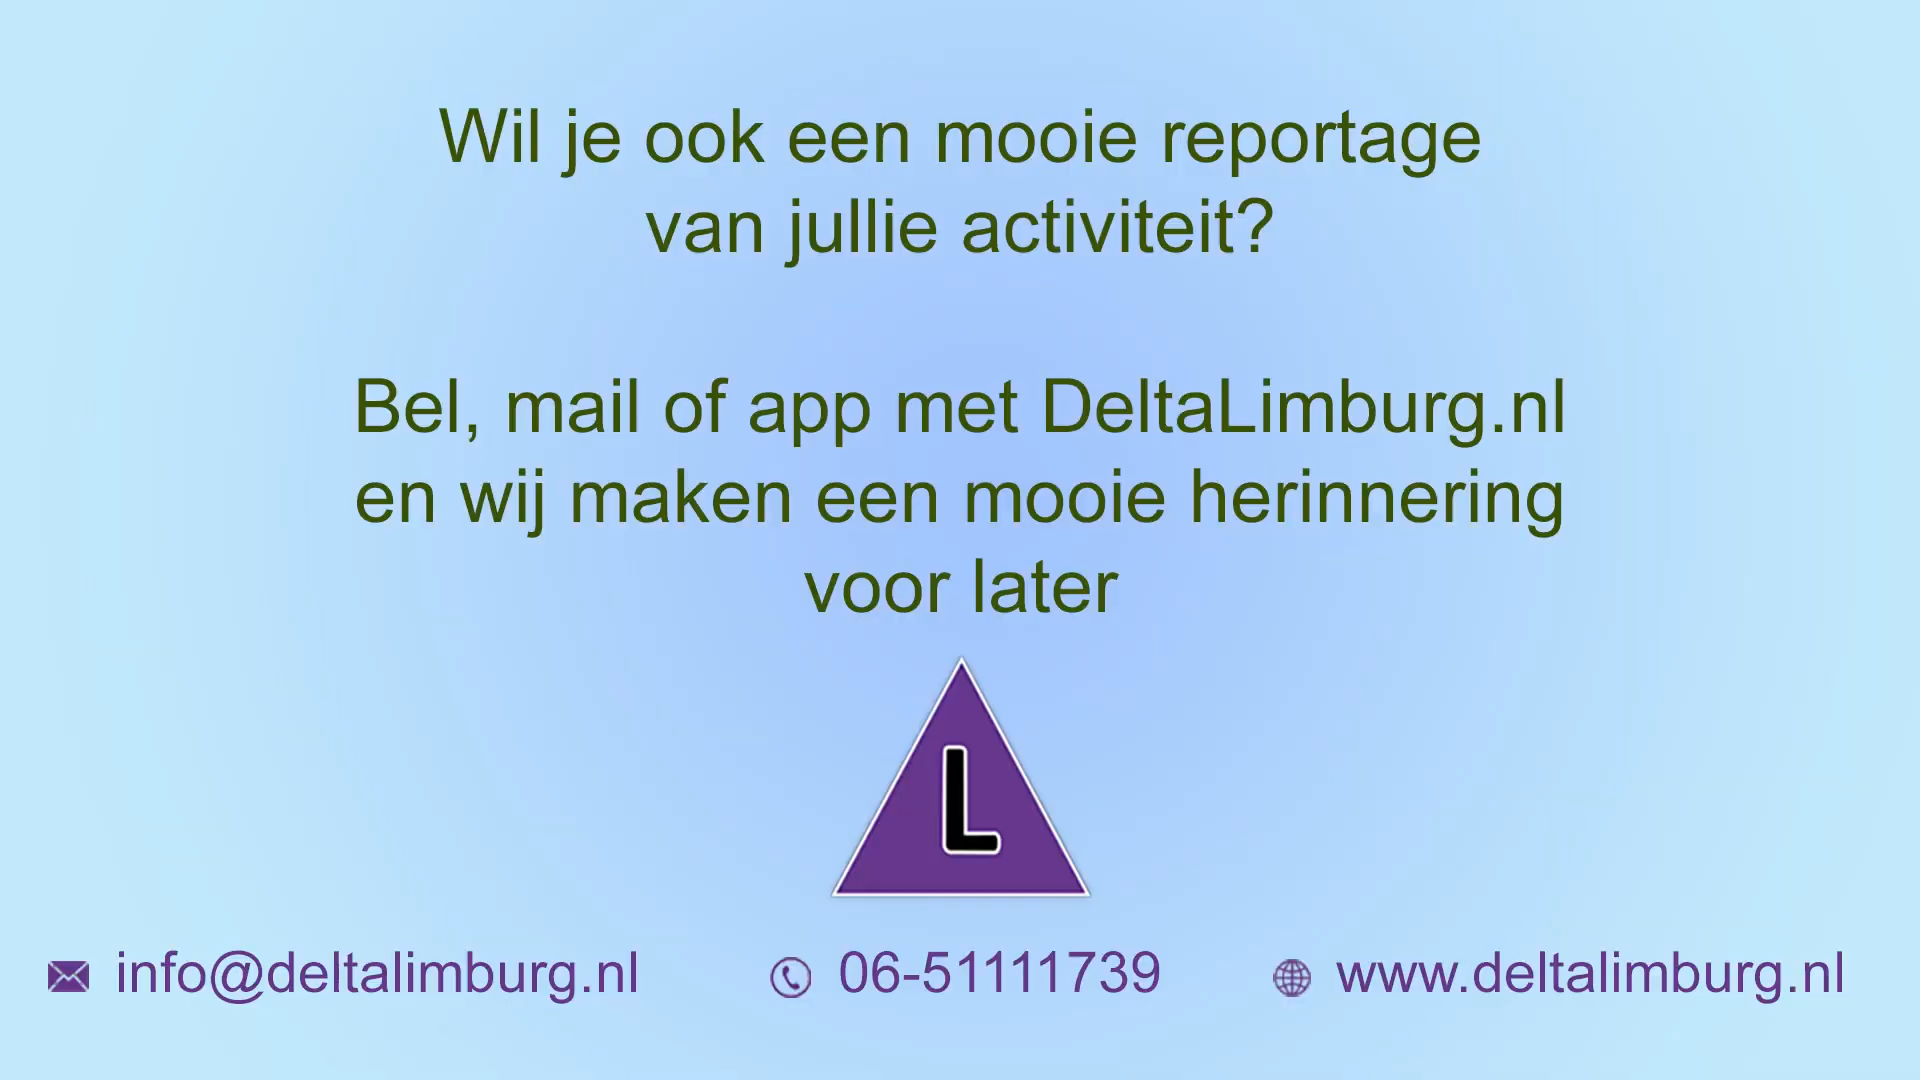 Wil je ook een mooie reportage
van jullie activiteit?
Bel, mail of app met DeltaLimburg.nl
en wij maken een mooie herinnering
voor later
L
info@deltalimburg.nl
06-51111739
www.deltalimburg.nl